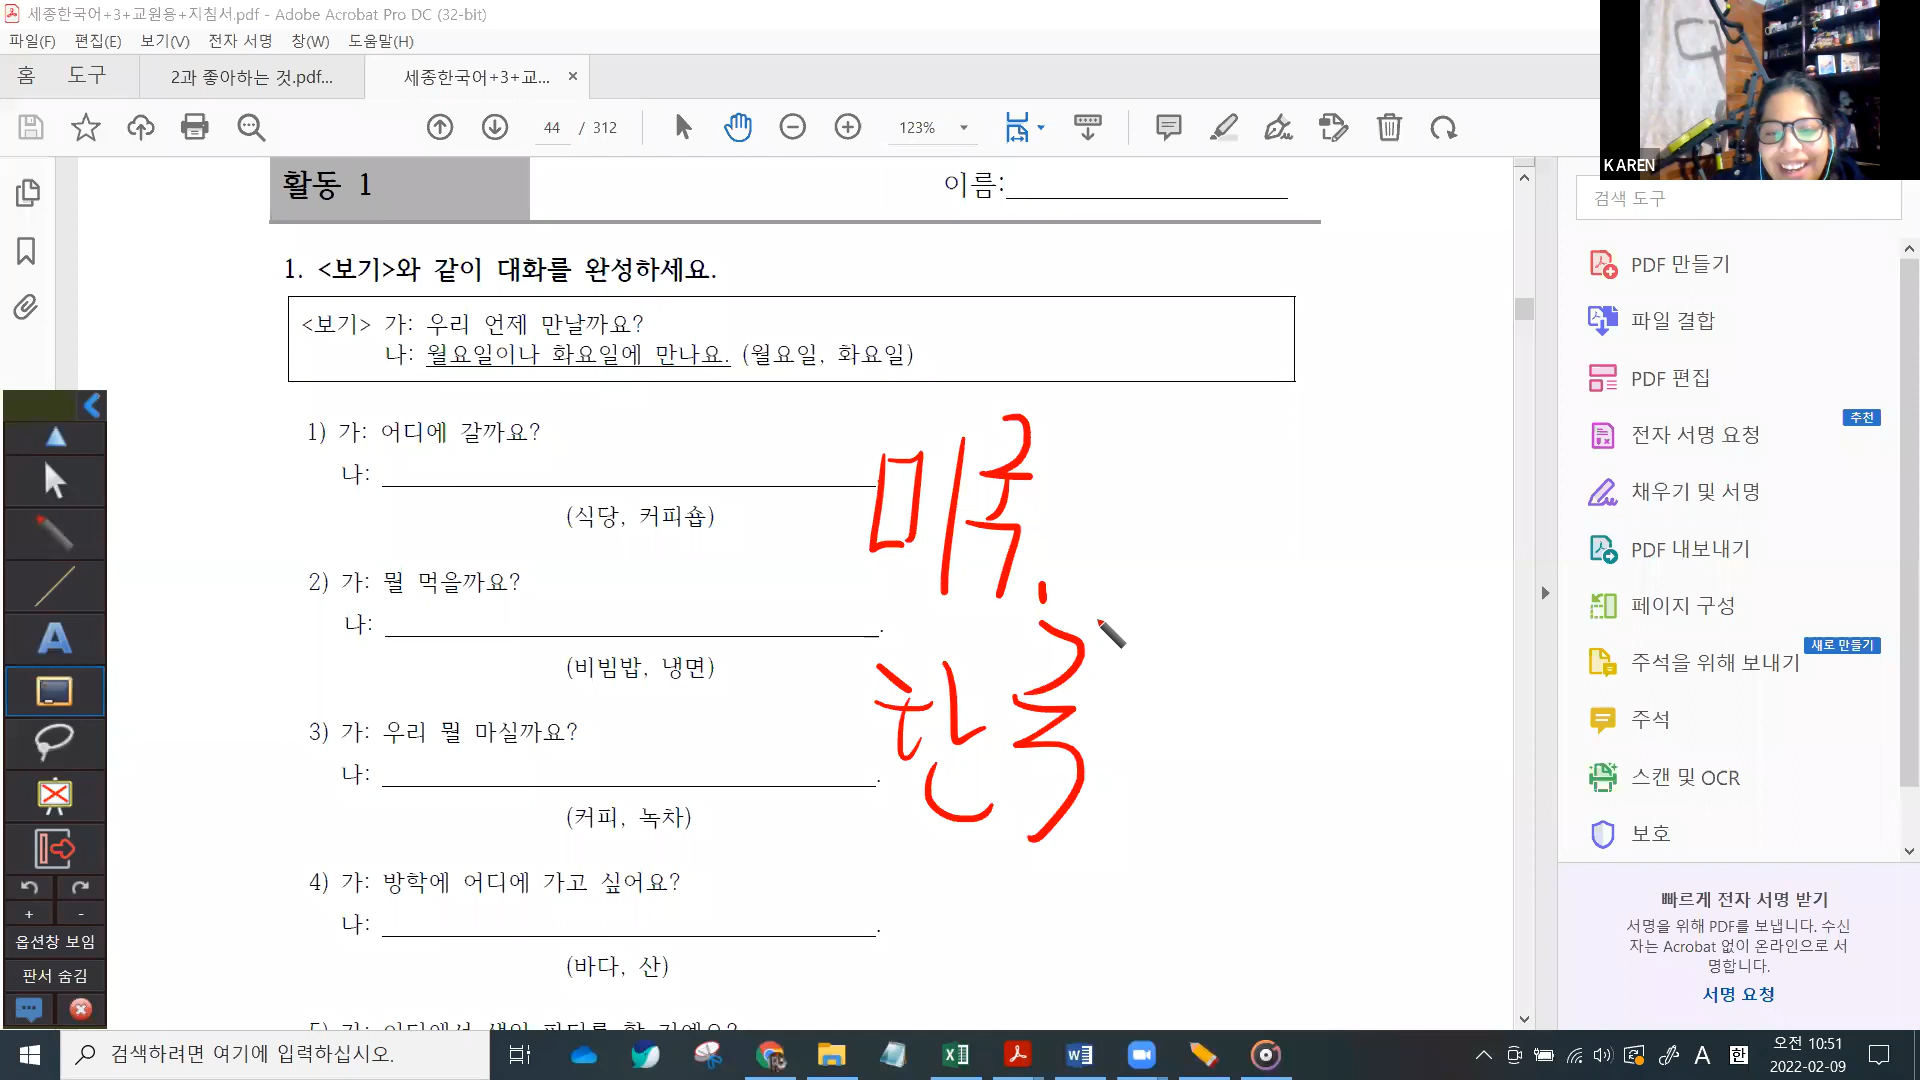 세종한국어+3+교원용+지침서.pdf - Adobe Acrobat Pro DC (32-bit)
파일(F) 편집(E) 보기(V) 전자 서명 창(W) 도움말(H)
홈 도구 2과 좋아하는 것.pdf... 세종한국어+3+교... ×
44 / 312 123%
KAREN
활동 1 이름:
1. <보기>와 같이 대화를 완성하세요.
<보기> 가: 우리 언제 만날까요?
나: 월요일이나 화요일에 만나요. (월요일, 화요일)
1) 가: 어디에 갈까요?
나:
(식당, 커피숍)
2) 가: 뭘 먹을까요?
나: .
(비빔밥, 냉면)
3) 가: 우리 뭘 마실까요?
나: .
(커피, 녹차)
4) 가: 방학에 어디에 가고 싶어요?
나: .
(바다, 산)
미국,
한국
검색 도구
PDF 만들기
파일 결합
PDF 편집
추천
전자 서명 요청
채우기 및 서명
PDF 내보내기
페이지 구성
새로 만들기
주석을 위해 보내기
주석
스캔 및 OCR
보호
빠르게 전자 서명 받기
서명을 위해 PDF를 보냅니다. 수신
자는 Acrobat 없이 온라인으로 서
명합니다.
서명 요청
A
+ -
옵션창 보임
판서 숨김
검색하려면 여기에 입력하십시오.
A 한
오전 10:51
2022-02-09